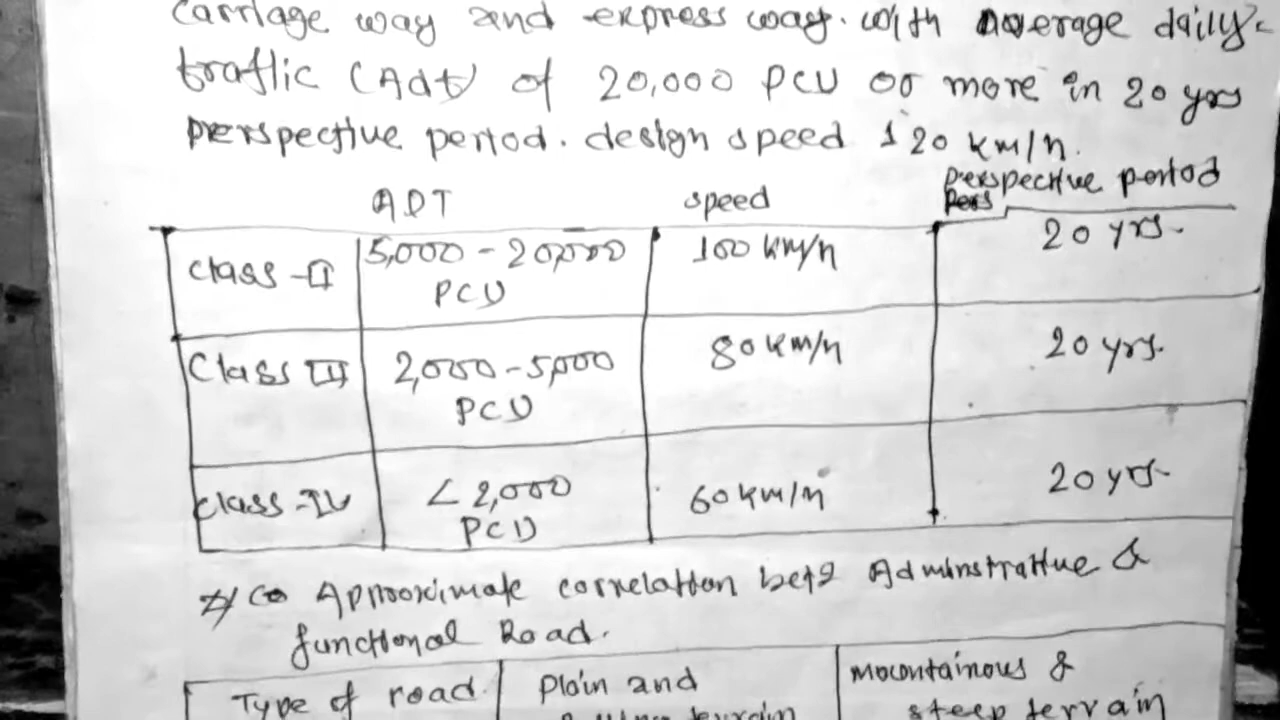 Carriage way and express way. with average daily
traffic (Adt) of 20,000 PCU or more in 20 yrs
perspective period. design speed 120 km/h.
ADT speed perspective period
Class-II 5,000 - 20,000 PCU 100 km/h 20 yrs.
Class III 2,000 - 5,000 PCU 80 km/h 20 yrs.
Class-IV < 2,000 PCU 60 km/h 20 yrs.
Approximate correlation betn Adminstrative &
functional Road.
Type of road Plain and mountainous &
terrain steep terrain